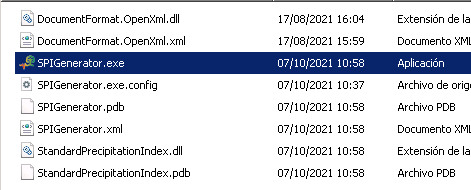 DocumentFormat.OpenXml.dll 17/08/2021 16:04 Extensión de la
DocumentFormat.OpenXml.xml 17/08/2021 15:59 Documento XML
SPIGenerator.exe 07/10/2021 10:58 Aplicación
SPIGenerator.exe.config 07/10/2021 10:37 Archivo de orige
SPIGenerator.pdb 07/10/2021 10:58 Archivo PDB
SPIGenerator.xml 07/10/2021 10:58 Documento XML
StandardPrecipitationIndex.dll 07/10/2021 10:58 Extensión de la
StandardPrecipitationIndex.pdb 07/10/2021 10:58 Archivo PDB